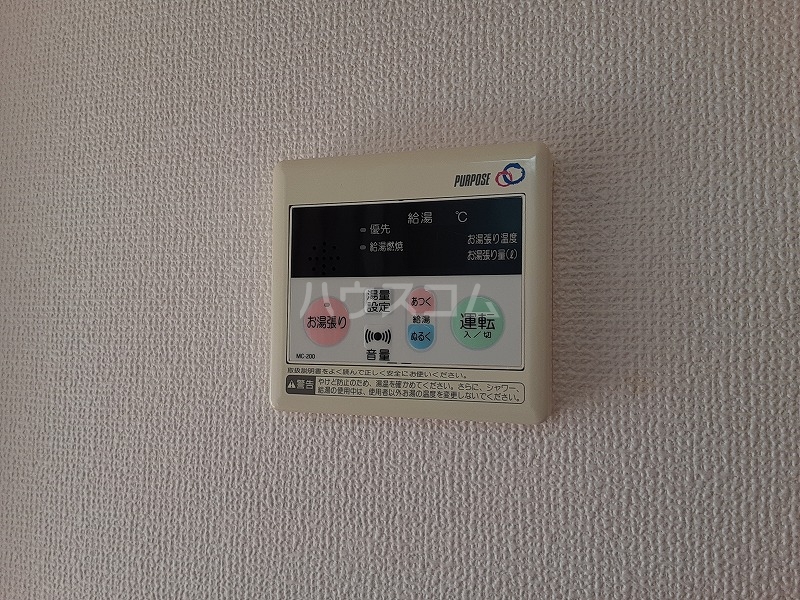 PURPOSE
給湯 ℃
優先
給湯燃焼
お湯張り温度
お湯張り量(ℓ)
ハウスコム
お湯張り
湯量
設定
音量
あつく
給湯
ぬるく
運転
入/切
MC-200
取扱説明書をよく読んで正しく安全にお使いください。
警告
やけど防止のため、湯温を確かめてください。さらに、シャワー、
給湯の使用中は、使用者以外お湯の温度を変更しないでください。